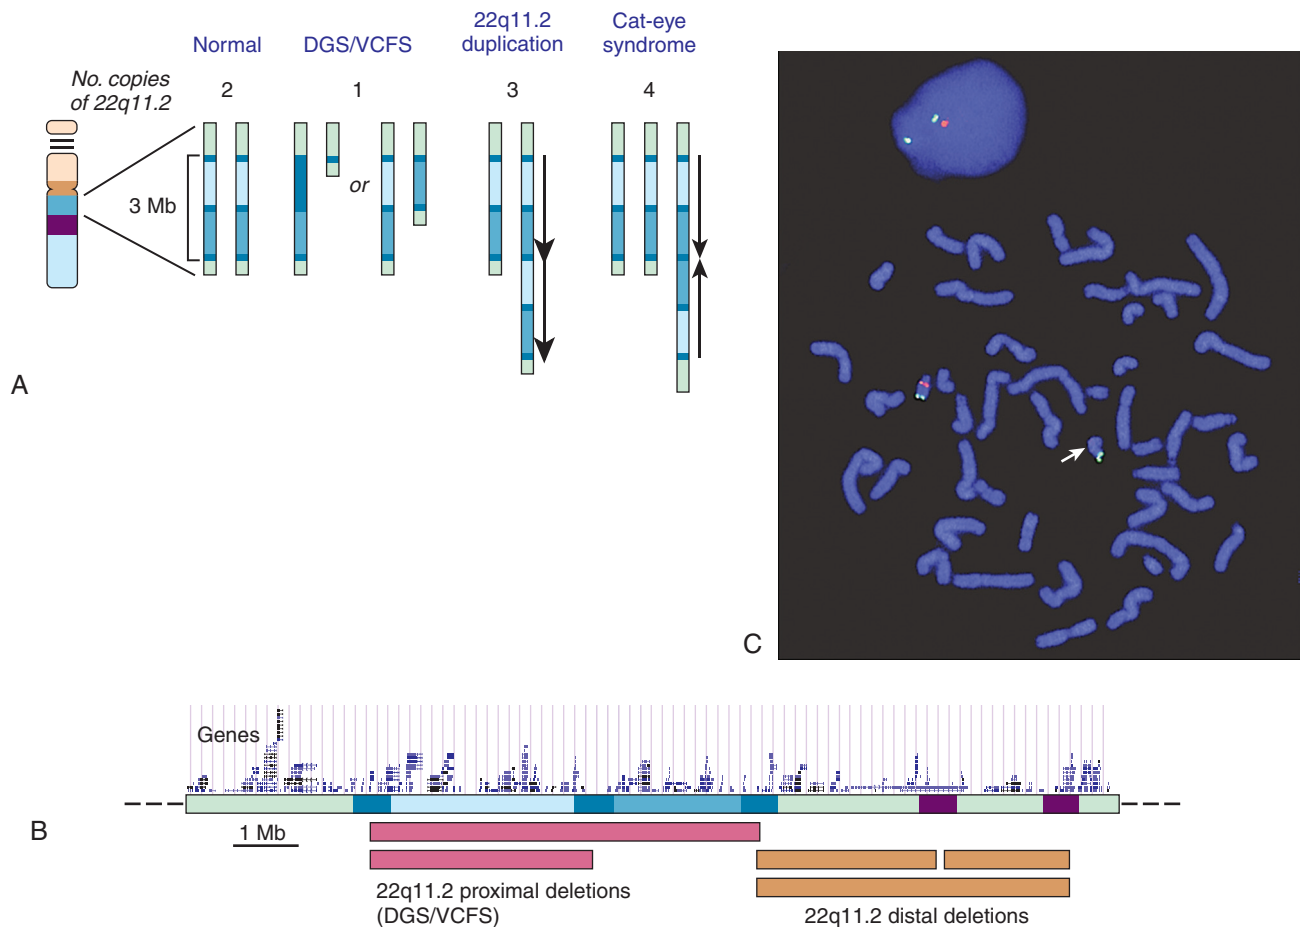 Normal
DGS/VCFS
22q11.2
duplication
Cat-eye
syndrome
No. copies
of 22q11.2
2
1
3
4
3 Mb
or
A
C
Genes
B
1 Mb
22q11.2 proximal deletions
(DGS/VCFS)
22q11.2 distal deletions